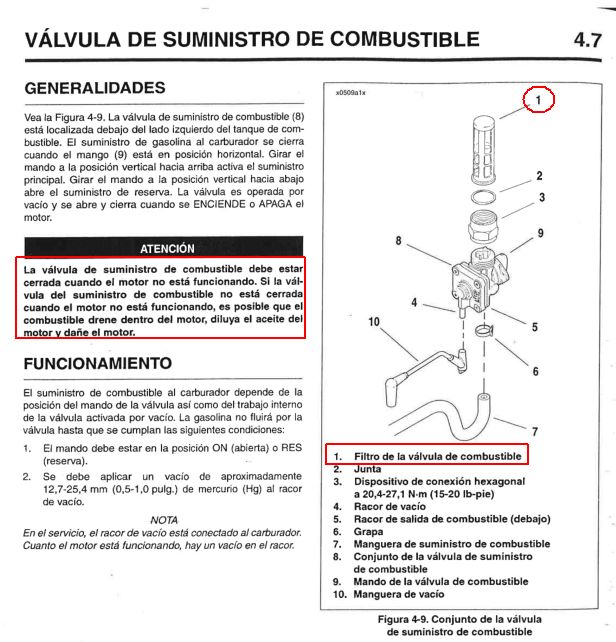 VÁLVULA DE SUMINISTRO DE COMBUSTIBLE 4.7
GENERALIDADES
Vea la Figura 4-9. La válvula de suministro de combustible (8)
está localizada debajo del lado izquierdo del tanque de com-
bustible. El suministro de gasolina al carburador se cierra
cuando el mango (9) está en posición horizontal. Girar el
mando a la posición vertical hacia arriba activa el suministro
principal. Girar el mando a la posición vertical hacia abajo
abre el suministro de reserva. La válvula es operada por
vacío y se abre y cierra cuando se ENCIENDE o APAGA el
motor.
ATENCIÓN
La válvula de suministro de combustible debe estar
cerrada cuando el motor no está funcionando. Si la vál-
vula del suministro de combustible no está cerrada
cuando el motor no está funcionando, es posible que el
combustible drene dentro del motor, diluya el aceite del
motor y dañe el motor.
FUNCIONAMIENTO
El suministro de combustible al carburador depende de la
posición del mando de la válvula así como del trabajo interno
de la válvula activada por vacío. La gasolina no fluirá por la
válvula hasta que se cumplan las siguientes condiciones:
1. El mando debe estar en la posición ON (abierta) o RES
(reserva).
2. Se debe aplicar un vacío de aproximadamente
12,7-25,4 mm (0,5-1,0 pulg.) de mercurio (Hg) al racor
de vacío.
NOTA
En el servicio, el racor de vacío está conectado al carburador.
Cuanto el motor está funcionando, hay un vacío en el racor.
x0509a1x
1
2
3
8
9
4
5
10
6
7
1. Filtro de la válvula de combustible
2. Junta
3. Dispositivo de conexión hexagonal
a 20,4-27,1 N·m (15-20 lb-pie)
4. Racor de vacío
5. Racor de salida de combustible (debajo)
6. Grapa
7. Manguera de suministro de combustible
8. Conjunto de la válvula de suministro
de combustible
9. Mando de la válvula de combustible
10. Manguera de vacío
Figura 4-9. Conjunto de la válvula
de suministro de combustible